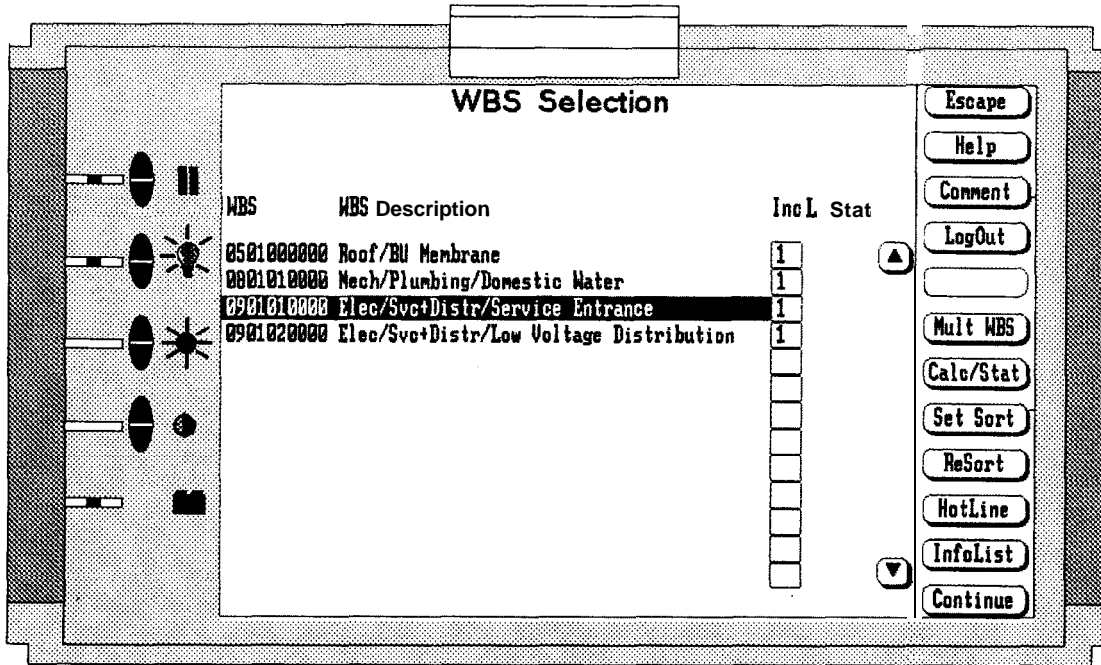 WBS Selection
WBS WBS Description Inc L Stat
0501000000 Roof/BU Membrane 1
0801010000 Mech/Plumbing/Domestic Water 1
0901010000 Elec/Svc+Distr/Service Entrance 1
0901020000 Elec/Svc+Distr/Low Voltage Distribution 1
Escape
Help
Comment
LogOut
Mult WBS
Calc/Stat
Set Sort
ReSort
HotLine
InfoList
Continue